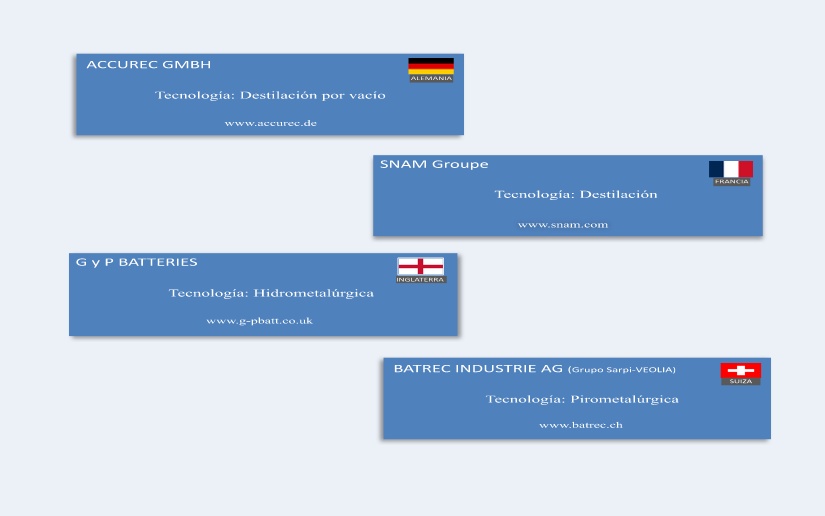 ACCUREC GMBH
ALEMANIA
Tecnología: Destilación por vacío
www.accurec.de
SNAM Groupe
FRANCIA
Tecnología: Destilación
www.snam.com
G y P BATTERIES
INGLATERRA
Tecnología: Hidrometalúrgica
www.g-pbatt.co.uk
BATREC INDUSTRIE AG (Grupo Sarpi-VEOLIA)
SUIZA
Tecnología: Pirometalúrgica
www.batrec.ch